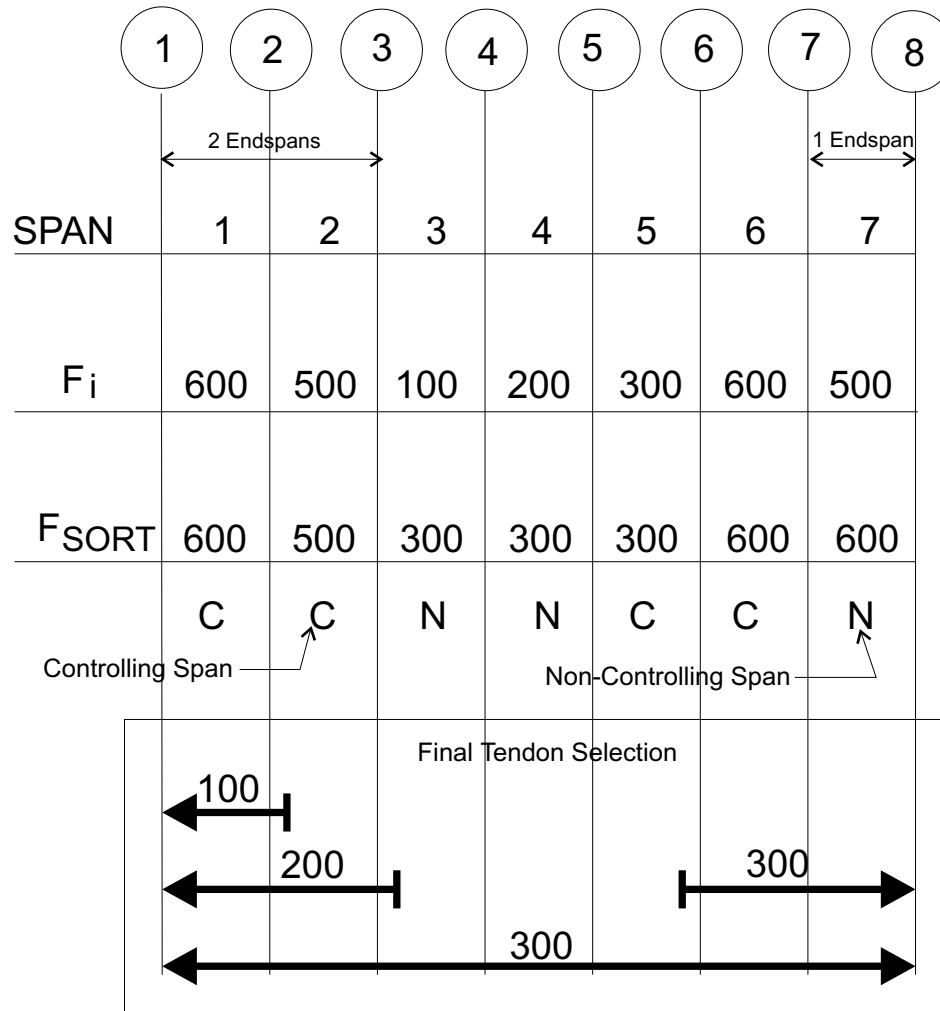 1 2 3 4 5 6 7 8
2 Endspans 1 Endspan
SPAN 1 2 3 4 5 6 7
Fi 600 500 100 200 300 600 500
FSORT 600 500 300 300 300 600 600
C C N N C C N
Controlling Span Non-Controlling Span
Final Tendon Selection
100
200 300
300